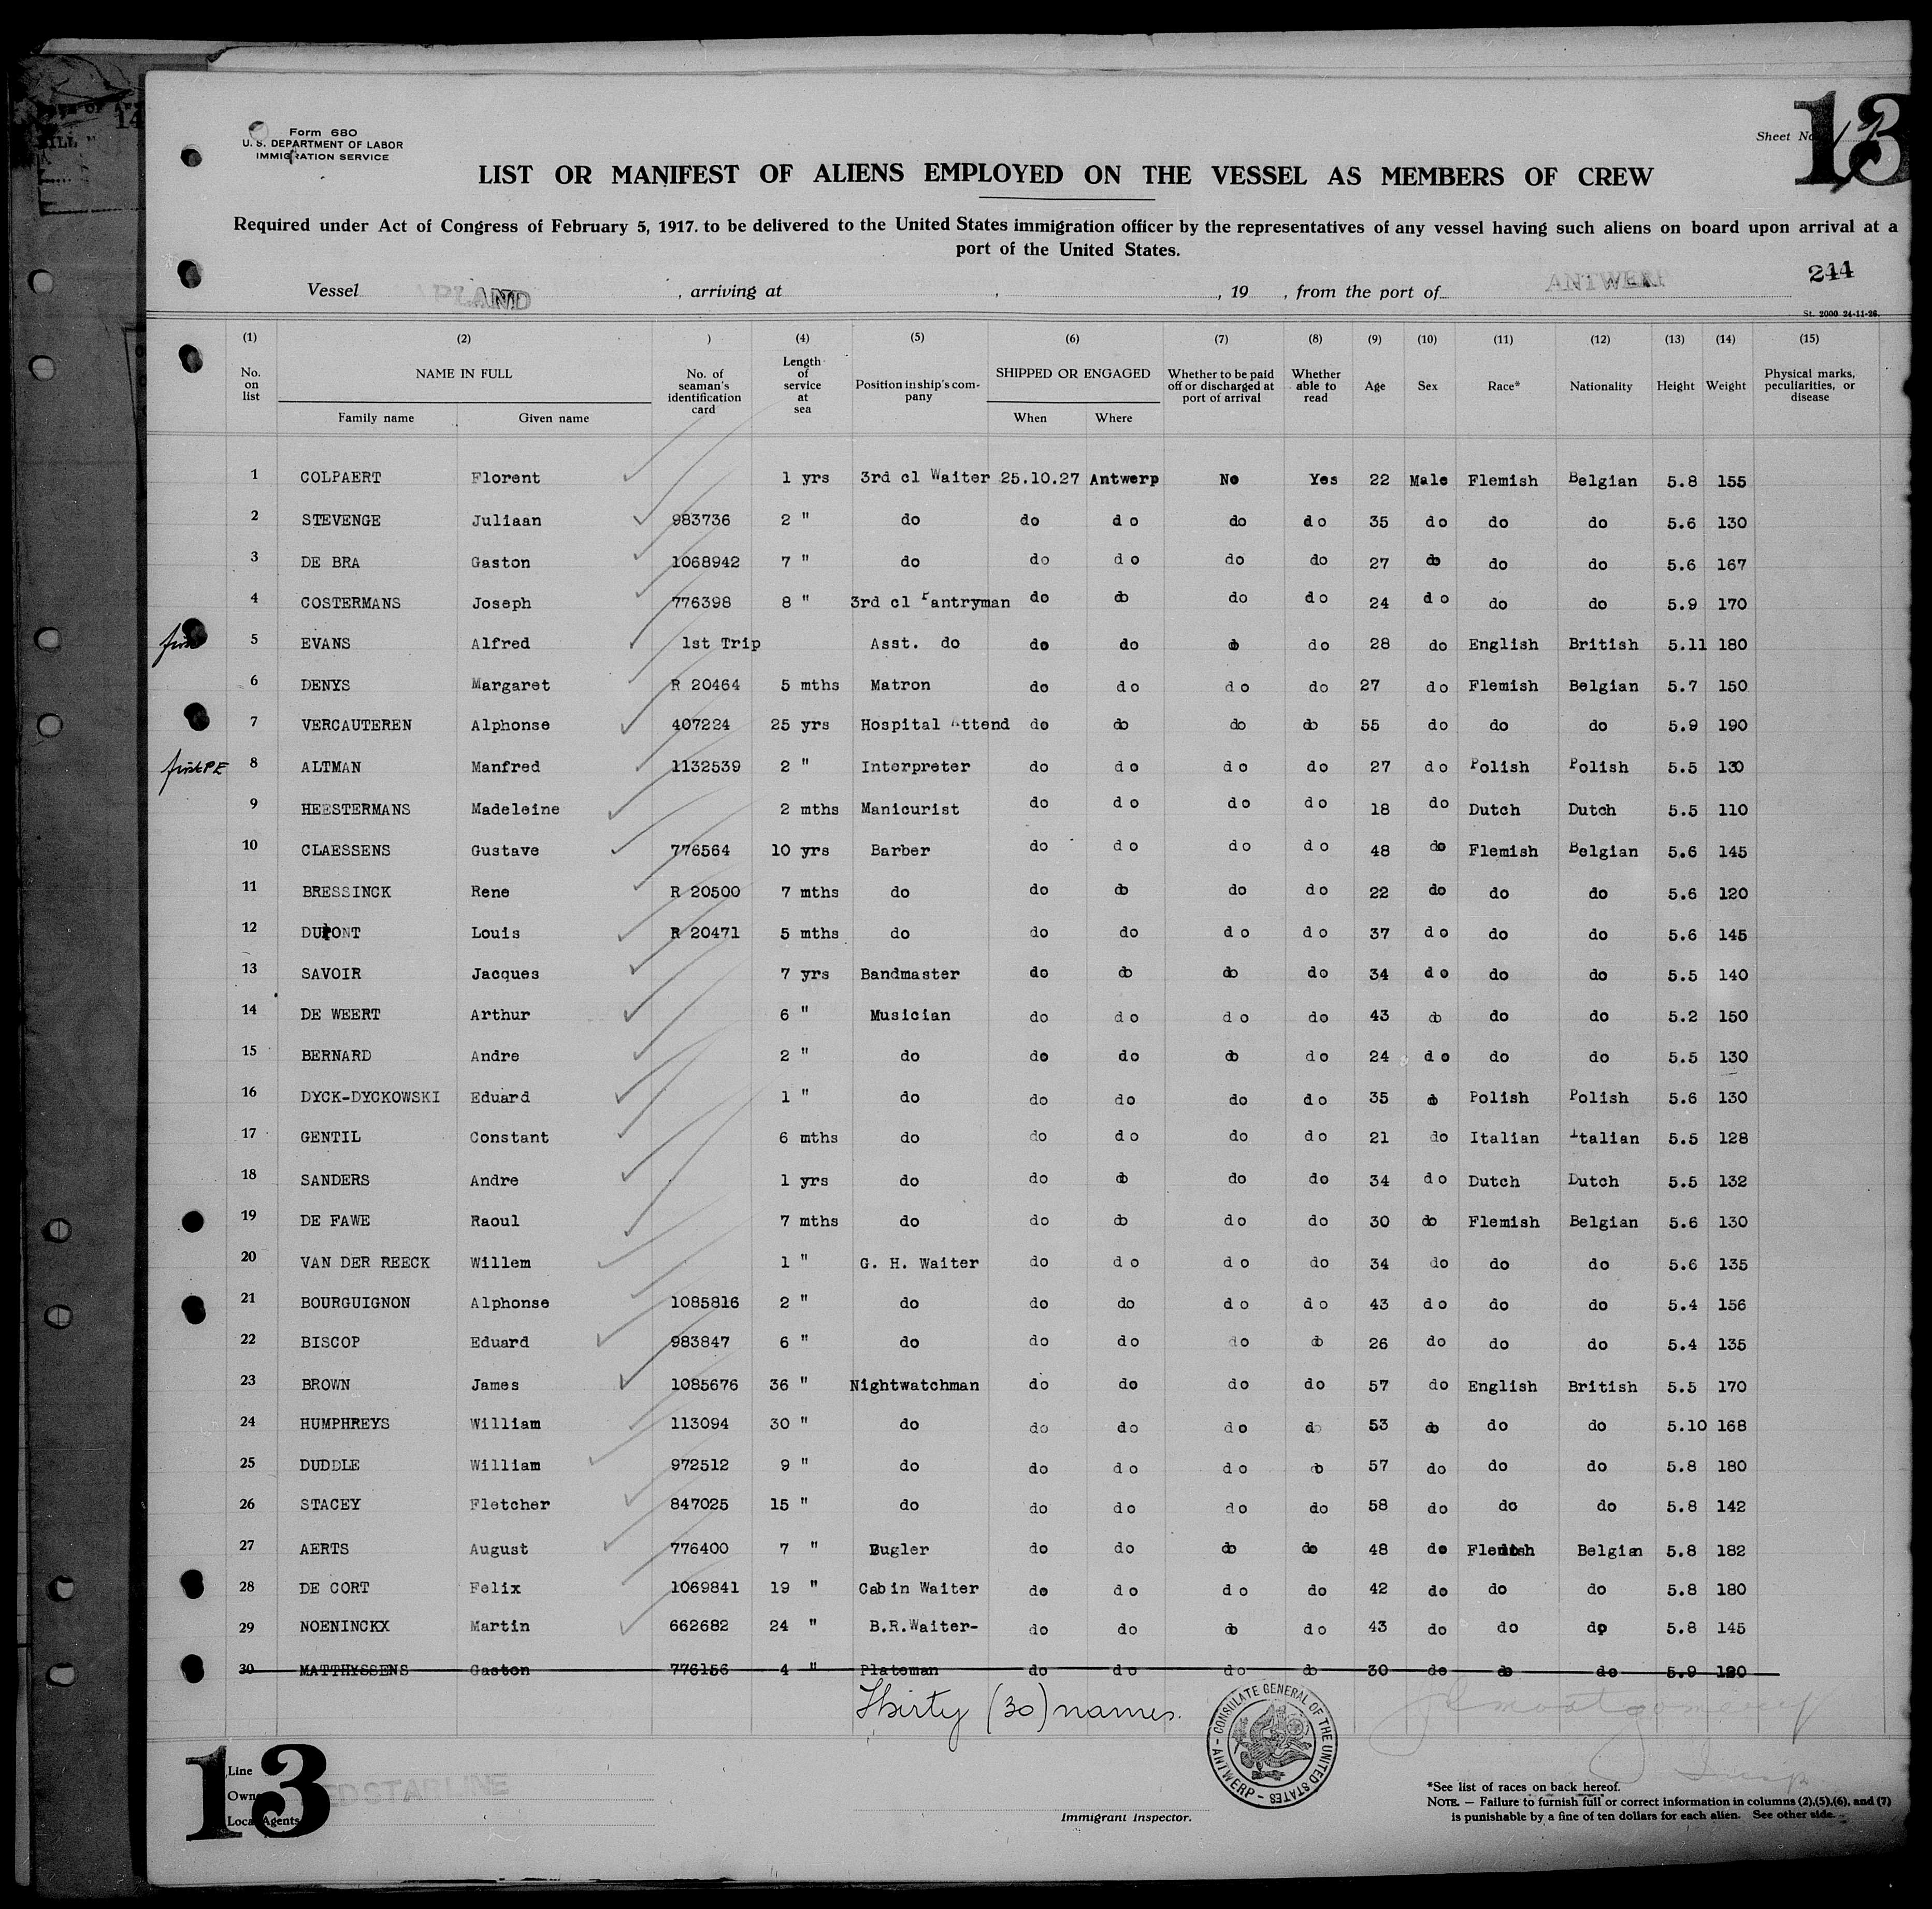 Form 680
U. S. DEPARTMENT OF LABOR
IMMIGRATION SERVICE
Sheet No.
13
LIST OR MANIFEST OF ALIENS EMPLOYED ON THE VESSEL AS MEMBERS OF CREW
Required under Act of Congress of February 5, 1917. to be delivered to the United States immigration officer by the representatives of any vessel having such aliens on board upon arrival at a
port of the United States.
244
Vessel APLAND , arriving at , , 19 , from the port of ANTWERP
St. 2000 24-11-26.
(1) (2) ) (4) (5) (6) (7) (8) (9) (10) (11) (12) (13) (14) (15)
No. on list NAME IN FULL Family name Given name No. of seaman's identification card Length of service at sea Position in ship's company SHIPPED OR ENGAGED When Where Whether to be paid off or discharged at port of arrival Whether able to read Age Sex Race* Nationality Height Weight Physical marks, peculiarities, or disease
1 COLPAERT Florent 1 yrs 3rd cl Waiter 25.10.27 Antwerp No Yes 22 Male Flemish Belgian 5.8 155
2 STEVENGE Juliaan 983736 2 " do do do do do 35 do do do 5.6 130
3 DE BRA Gaston 1068942 7 " do do do do do 27 do do do 5.6 167
4 COSTERMANS Joseph 776398 8 " 3rd cl Pantryman do do do do 24 do do do 5.9 170
first 5 EVANS Alfred 1st Trip Asst. do do do do do 28 do English British 5.11 180
6 DENYS Margaret R 20464 5 mths Matron do do do do 27 do Flemish Belgian 5.7 150
7 VERCAUTEREN Alphonse 407224 25 yrs Hospital Attend do do do do 55 do do do 5.9 190
first PE 8 ALTMAN Manfred 1132539 2 " Interpreter do do do do 27 do Polish Polish 5.5 130
9 HEESTERMANS Madeleine 2 mths Manicurist do do do do 18 do Dutch Dutch 5.5 110
10 CLAESSENS Gustave 776564 10 yrs Barber do do do do 48 do Flemish Belgian 5.6 145
11 BRESSINCK Rene R 20500 7 mths do do do do do 22 do do do 5.6 120
12 DUPONT Louis R 20471 5 mths do do do do do 37 do do do 5.6 145
13 SAVOIR Jacques 7 yrs Bandmaster do do do do 34 do do do 5.5 140
14 DE WEERT Arthur 6 " Musician do do do do 43 do do do 5.2 150
15 BERNARD Andre 2 " do do do do do 24 do do do 5.5 130
16 DYCK-DYCKOWSKI Eduard 1 " do do do do do 35 do Polish Polish 5.6 130
17 GENTIL Constant 6 mths do do do do do 21 do Italian Italian 5.5 128
18 SANDERS Andre 1 yrs do do do do do 34 do Dutch Dutch 5.5 132
19 DE FAWE Raoul 7 mths do do do do do 30 do Flemish Belgian 5.6 130
20 VAN DER REECK Willem 1 " G. H. Waiter do do do do 34 do do do 5.6 135
21 BOURGUIGNON Alphonse 1085816 2 " do do do do do 43 do do do 5.4 156
22 BISCOP Eduard 983847 6 " do do do do do 26 do do do 5.4 135
23 BROWN James 1085676 36 " Nightwatchman do do do do 57 do English British 5.5 170
24 HUMPHREYS William 113094 30 " do do do do do 53 do do do 5.10 168
25 DUDDLE William 972512 9 " do do do do do 57 do do do 5.8 180
26 STACEY Fletcher 847025 15 " do do do do do 58 do do do 5.8 142
27 AERTS August 776400 7 " Bugler do do do do 48 do Flemish Belgian 5.8 182
28 DE CORT Felix 1069841 19 " Cabin Waiter do do do do 42 do do do 5.8 180
29 NOENINCKX Martin 662682 24 " B.R.Waiter- do do do do 43 do do do 5.8 145
30 MATTHYSSENS Gaston 776156 4 " Plateman do do do do 30 do do do 5.9 190
Thirty (30) names.
CONSULATE GENERAL OF THE UNITED STATES - ANTWERP -
13
Line
Owners RED STAR LINE
Local Agents
Immigrant Inspector.
*See list of races on back hereof.
NOTE. — Failure to furnish full or correct information in columns (2),(5),(6), and (7)
is punishable by a fine of ten dollars for each alien. See other side.